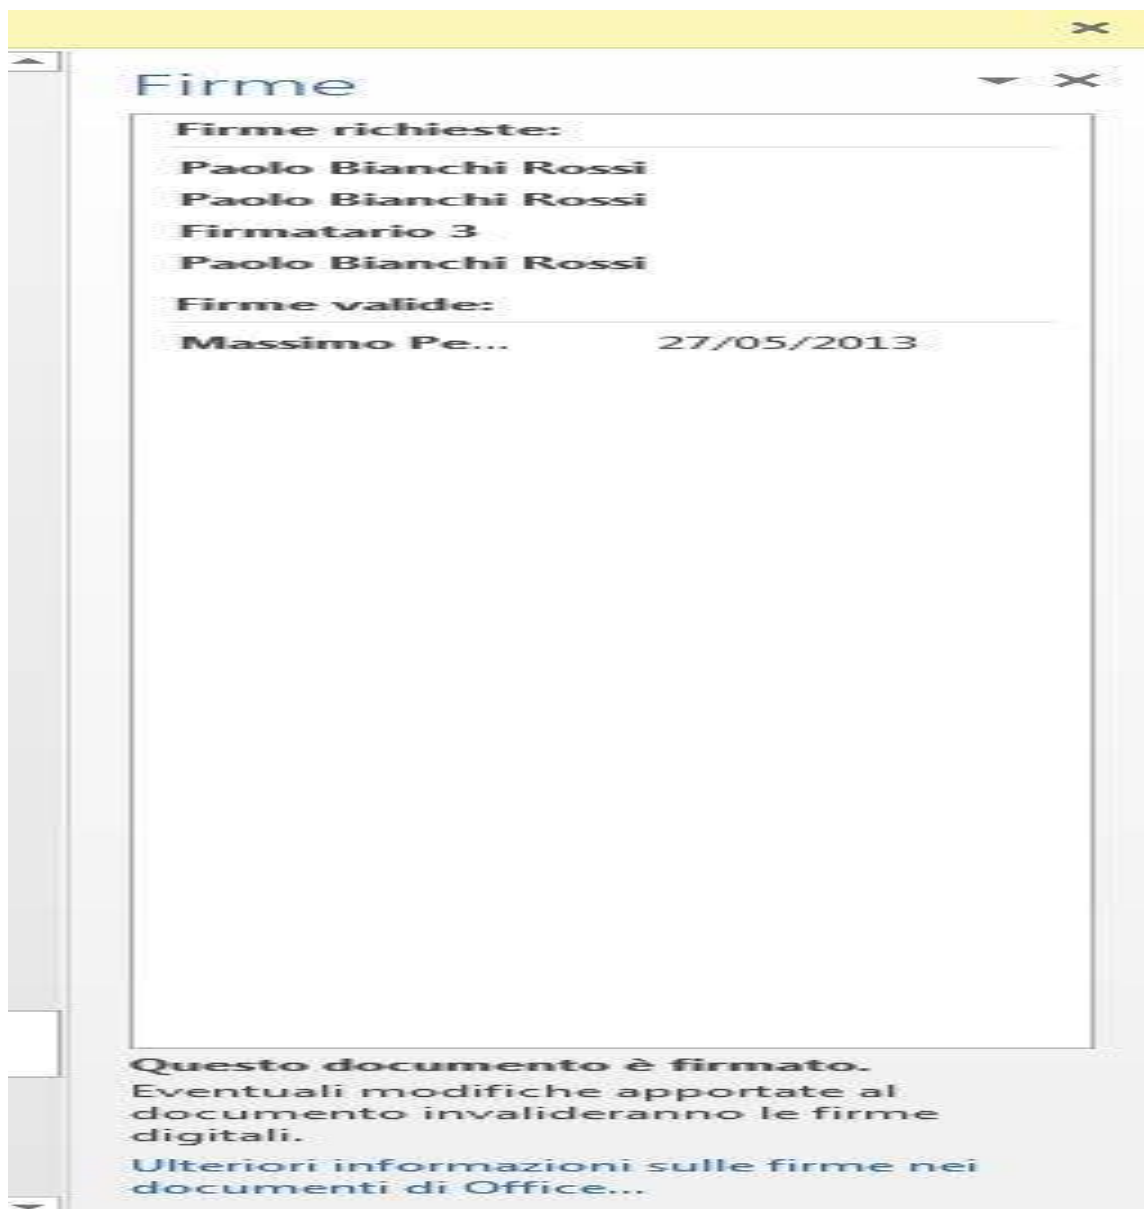 Firme
Firme richieste:
Paolo Bianchi Rossi
Paolo Bianchi Rossi
Firmatario 3
Paolo Bianchi Rossi
Firme valide:
Massimo Pe... 27/05/2013
Questo documento è firmato.
Eventuali modifiche apportate al
documento invalideranno le firme
digitali.
Ulteriori informazioni sulle firme nei
documenti di Office...